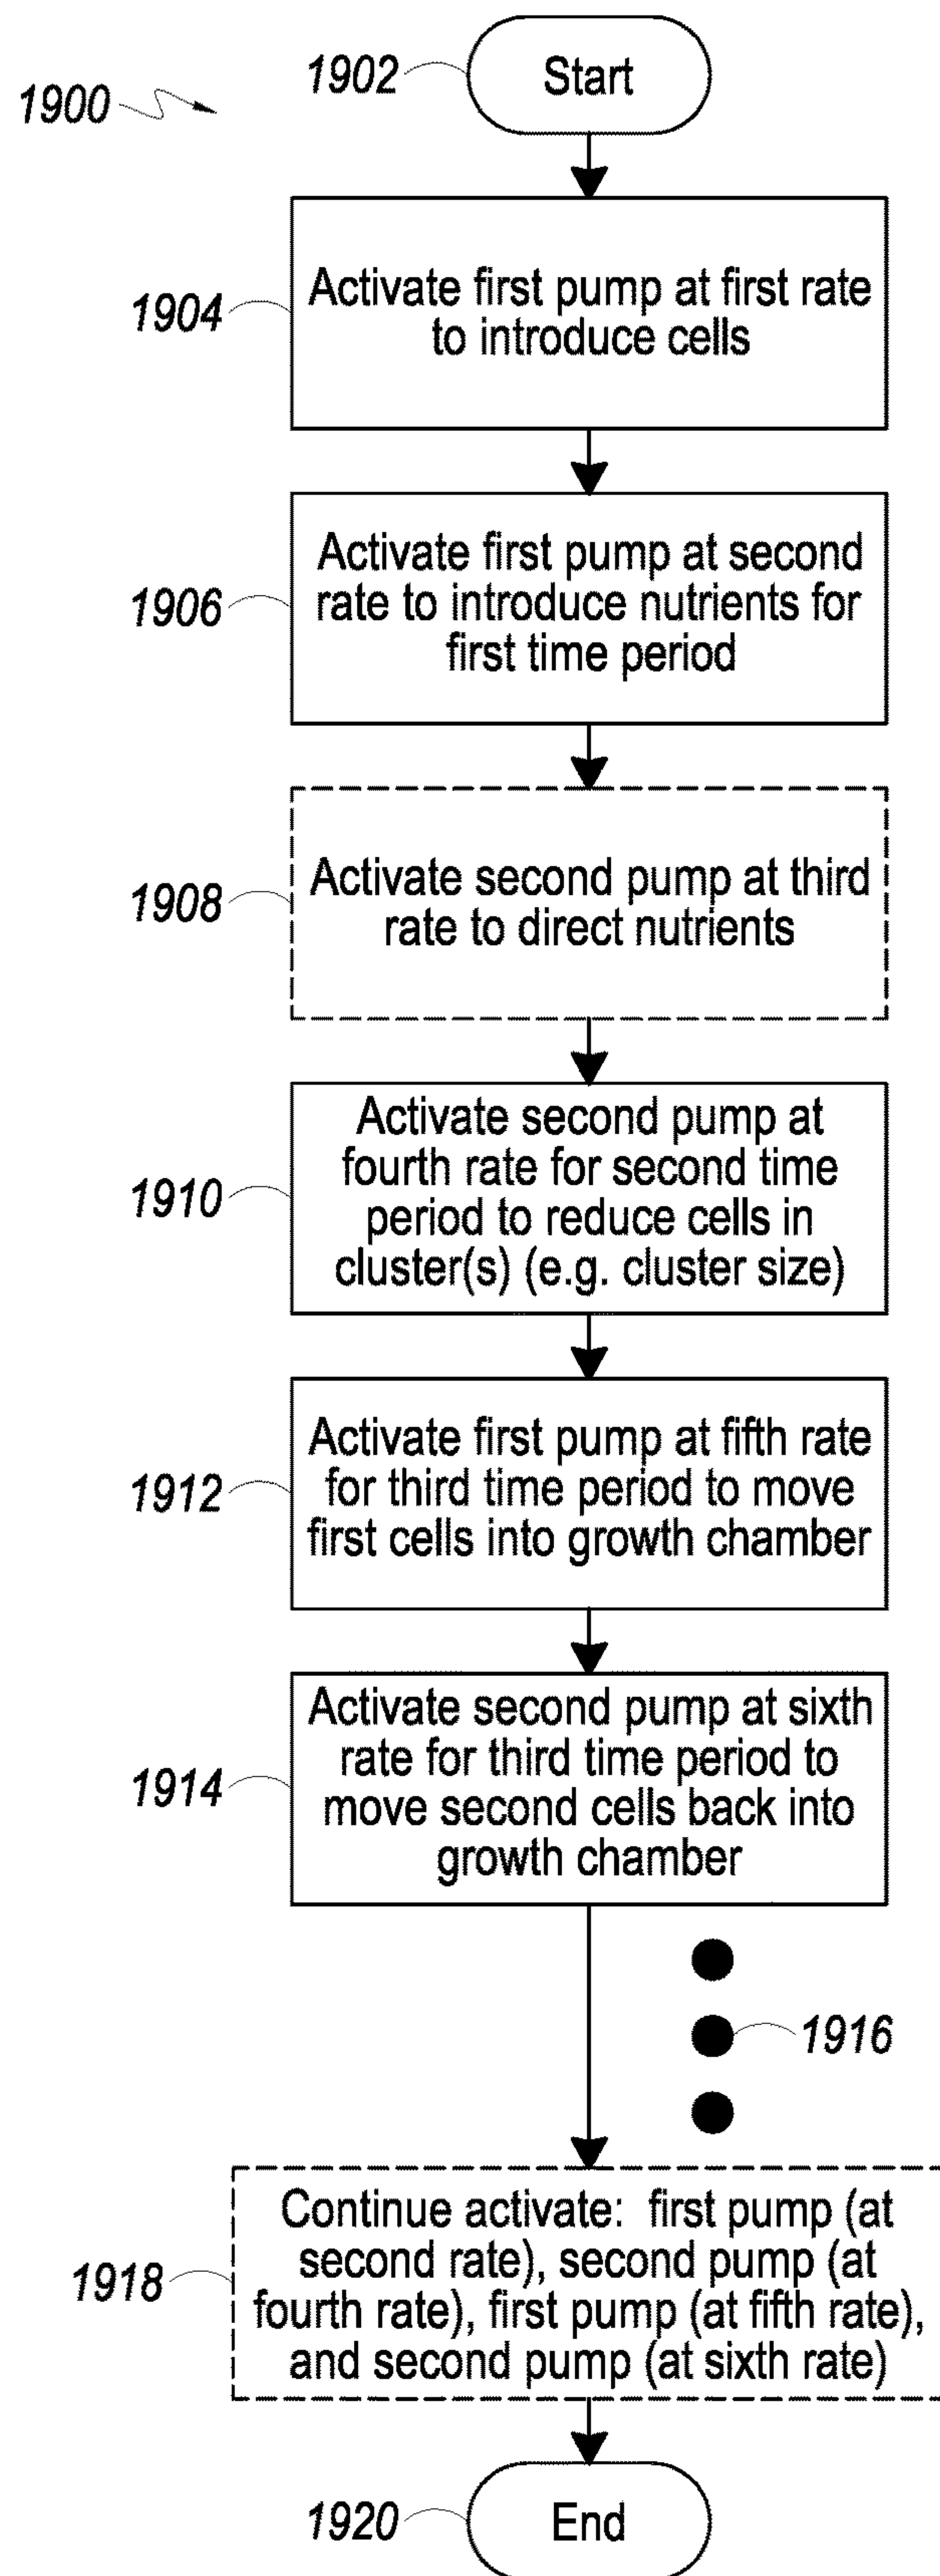 1900
1902
Start
1904
Activate first pump at first rate
to introduce cells
1906
Activate first pump at second
rate to introduce nutrients for
first time period
1908
Activate second pump at third
rate to direct nutrients
1910
Activate second pump at
fourth rate for second time
period to reduce cells in
cluster(s) (e.g. cluster size)
1912
Activate first pump at fifth rate
for third time period to move
first cells into growth chamber
1914
Activate second pump at sixth
rate for third time period to
move second cells back into
growth chamber
1916
1918
Continue activate: first pump (at
second rate), second pump (at
fourth rate), first pump (at fifth rate),
and second pump (at sixth rate)
1920
End